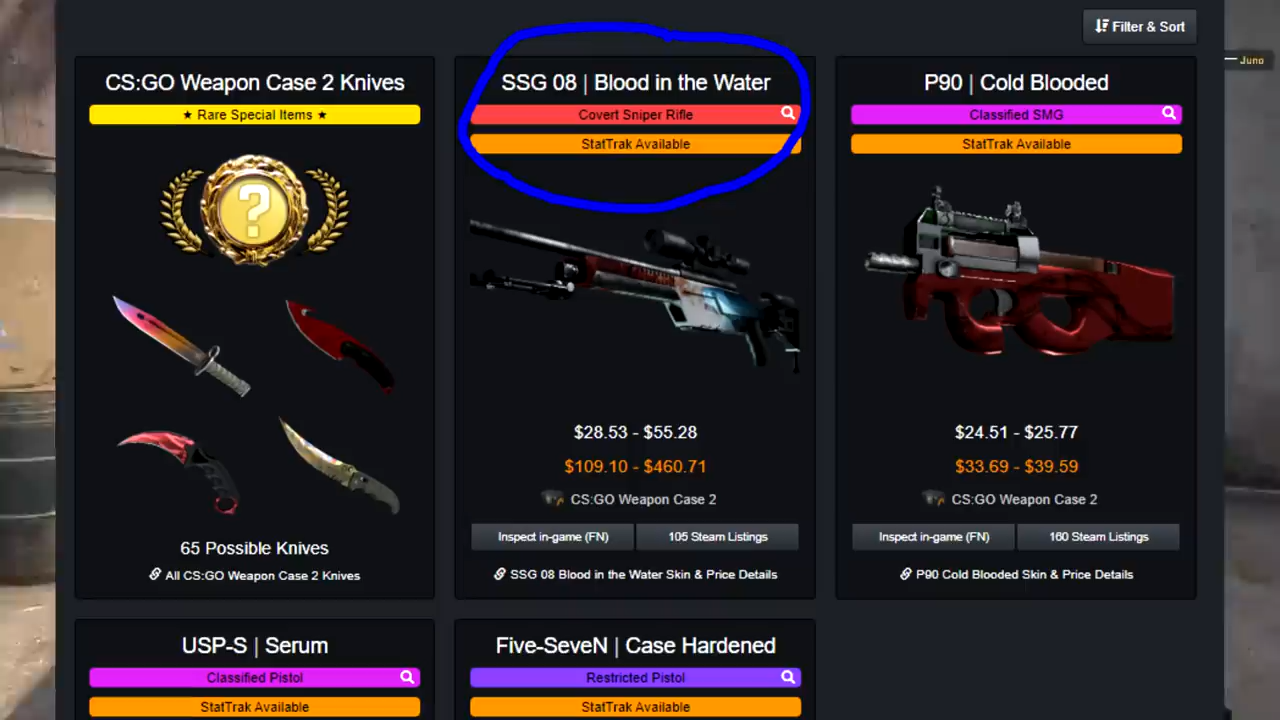 Filter & Sort
Juno
CS:GO Weapon Case 2 Knives
★ Rare Special Items ★
?
65 Possible Knives
All CS:GO Weapon Case 2 Knives
SSG 08 | Blood in the Water
Covert Sniper Rifle
StatTrak Available
$28.53 - $55.28
$109.10 - $460.71
CS:GO Weapon Case 2
Inspect in-game (FN)
105 Steam Listings
SSG 08 Blood in the Water Skin & Price Details
P90 | Cold Blooded
Classified SMG
StatTrak Available
$24.51 - $25.77
$33.69 - $39.59
CS:GO Weapon Case 2
Inspect in-game (FN)
160 Steam Listings
P90 Cold Blooded Skin & Price Details
USP-S | Serum
Classified Pistol
StatTrak Available
Five-SeveN | Case Hardened
Restricted Pistol
StatTrak Available